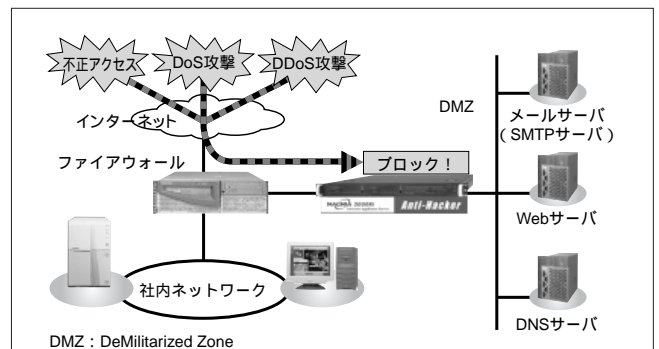 不正アクセス
DoS攻撃
DDoS攻撃
インターネット
DMZ
メールサーバ
（SMTPサーバ）
ファイアウォール
ブロック！
MAGNIA 2000Ri
Anti-Hacker
Webサーバ
社内ネットワーク
DNSサーバ
DMZ：DeMilitarized Zone